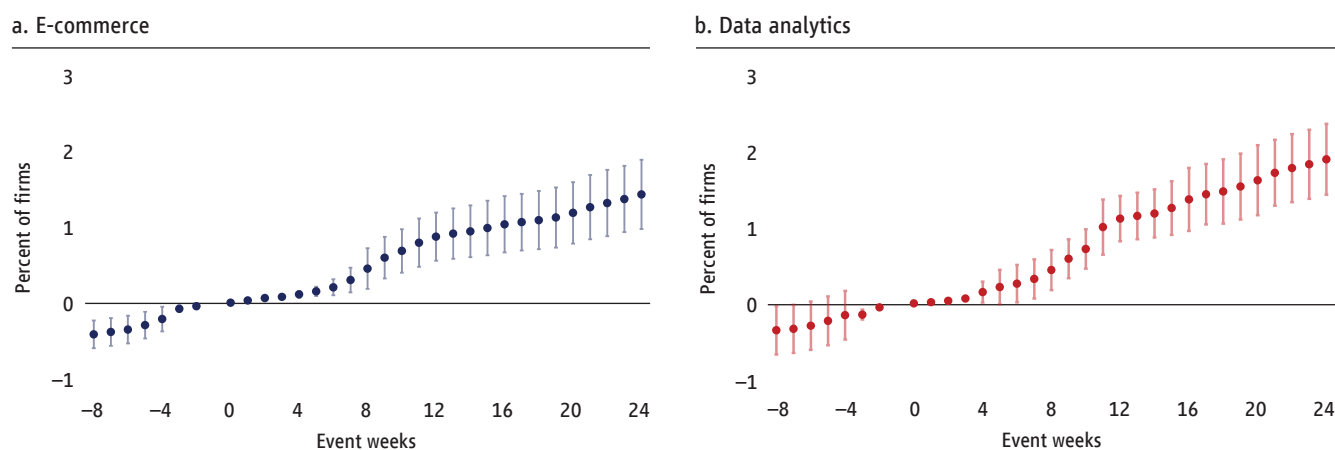 a. E-commerce
3
2
1
0
–1
Percent of firms
–8 –4 0 4 8 12 16 20 24
Event weeks
b. Data analytics
3
2
1
0
–1
Percent of firms
–8 –4 0 4 8 12 16 20 24
Event weeks